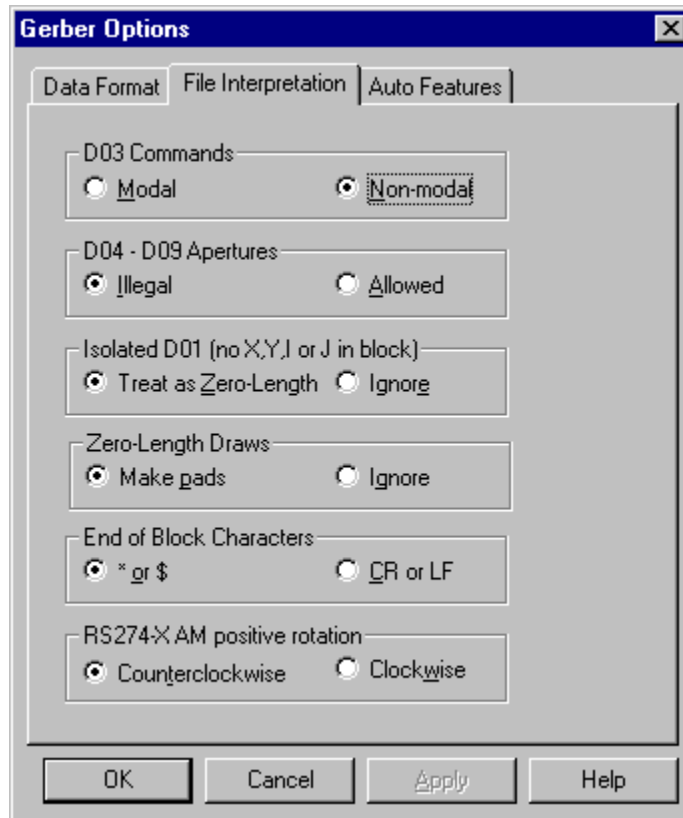 Gerber Options
Data Format File Interpretation Auto Features
D03 Commands
Modal Non-modal
D04 - D09 Apertures
Illegal Allowed
Isolated D01 (no X,Y,I or J in block)
Treat as Zero-Length Ignore
Zero-Length Draws
Make pads Ignore
End of Block Characters
* or $ CR or LF
RS274-X AM positive rotation
Counterclockwise Clockwise
OK Cancel Apply Help